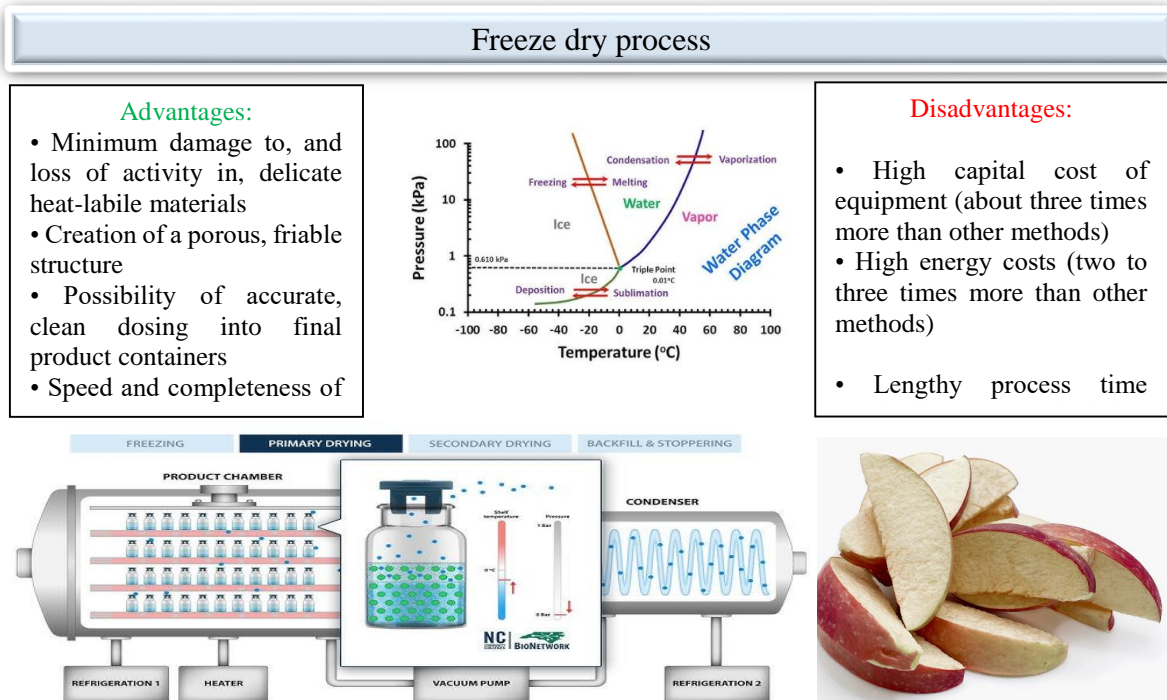 Freeze dry process
Advantages:
• Minimum damage to, and
loss of activity in, delicate
heat-labile materials
• Creation of a porous, friable
structure
• Possibility of accurate,
clean dosing into final
product containers
• Speed and completeness of
100
10
1
0.1
Pressure (kPa)
Condensation
Vaporization
Freezing
Melting
Water
Ice
Vapor
Water Phase
Diagram
0.610 kPa
Triple Point
0.01°C
Ice
Deposition
Sublimation
-100 -80 -60 -40 -20 0 20 40 60 80 100
Temperature (°C)
Disadvantages:
• High capital cost of
equipment (about three times
more than other methods)
• High energy costs (two to
three times more than other
methods)
• Lengthy process time
FREEZING PRIMARY DRYING SECONDARY DRYING BACKFILL & STOPPERING
PRODUCT CHAMBER
CONDENSER
Shelf
temperature
Pressure
1-Bar
0°C
0-Bar
NC
BIONETWORK
REFRIGERATION 1 HEATER VACUUM PUMP REFRIGERATION 2